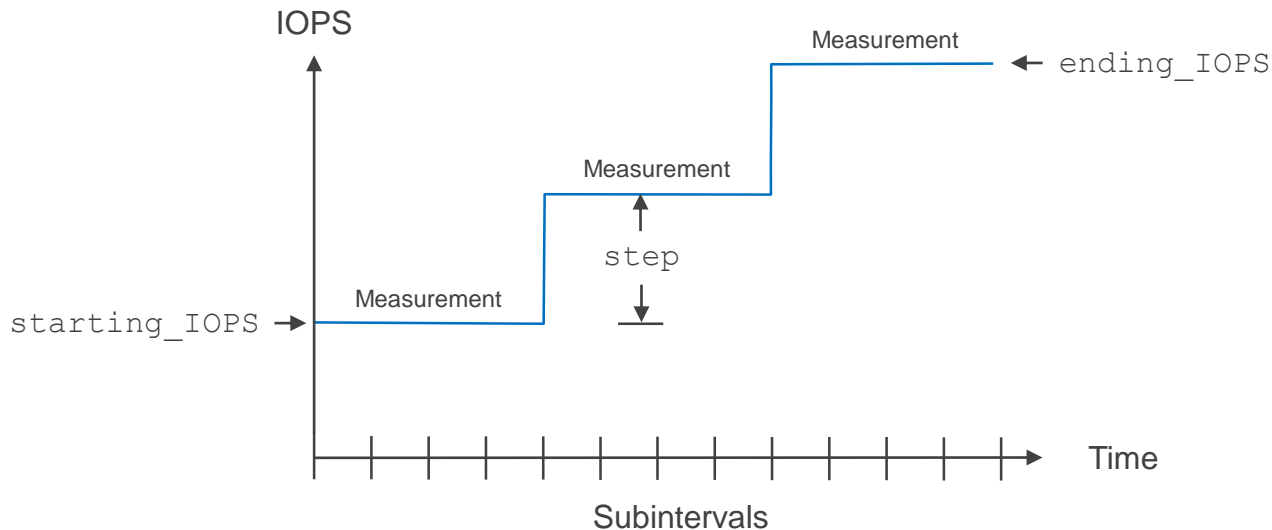 IOPS
Measurement
ending_IOPS
Measurement
step
Measurement
starting_IOPS
Time
Subintervals